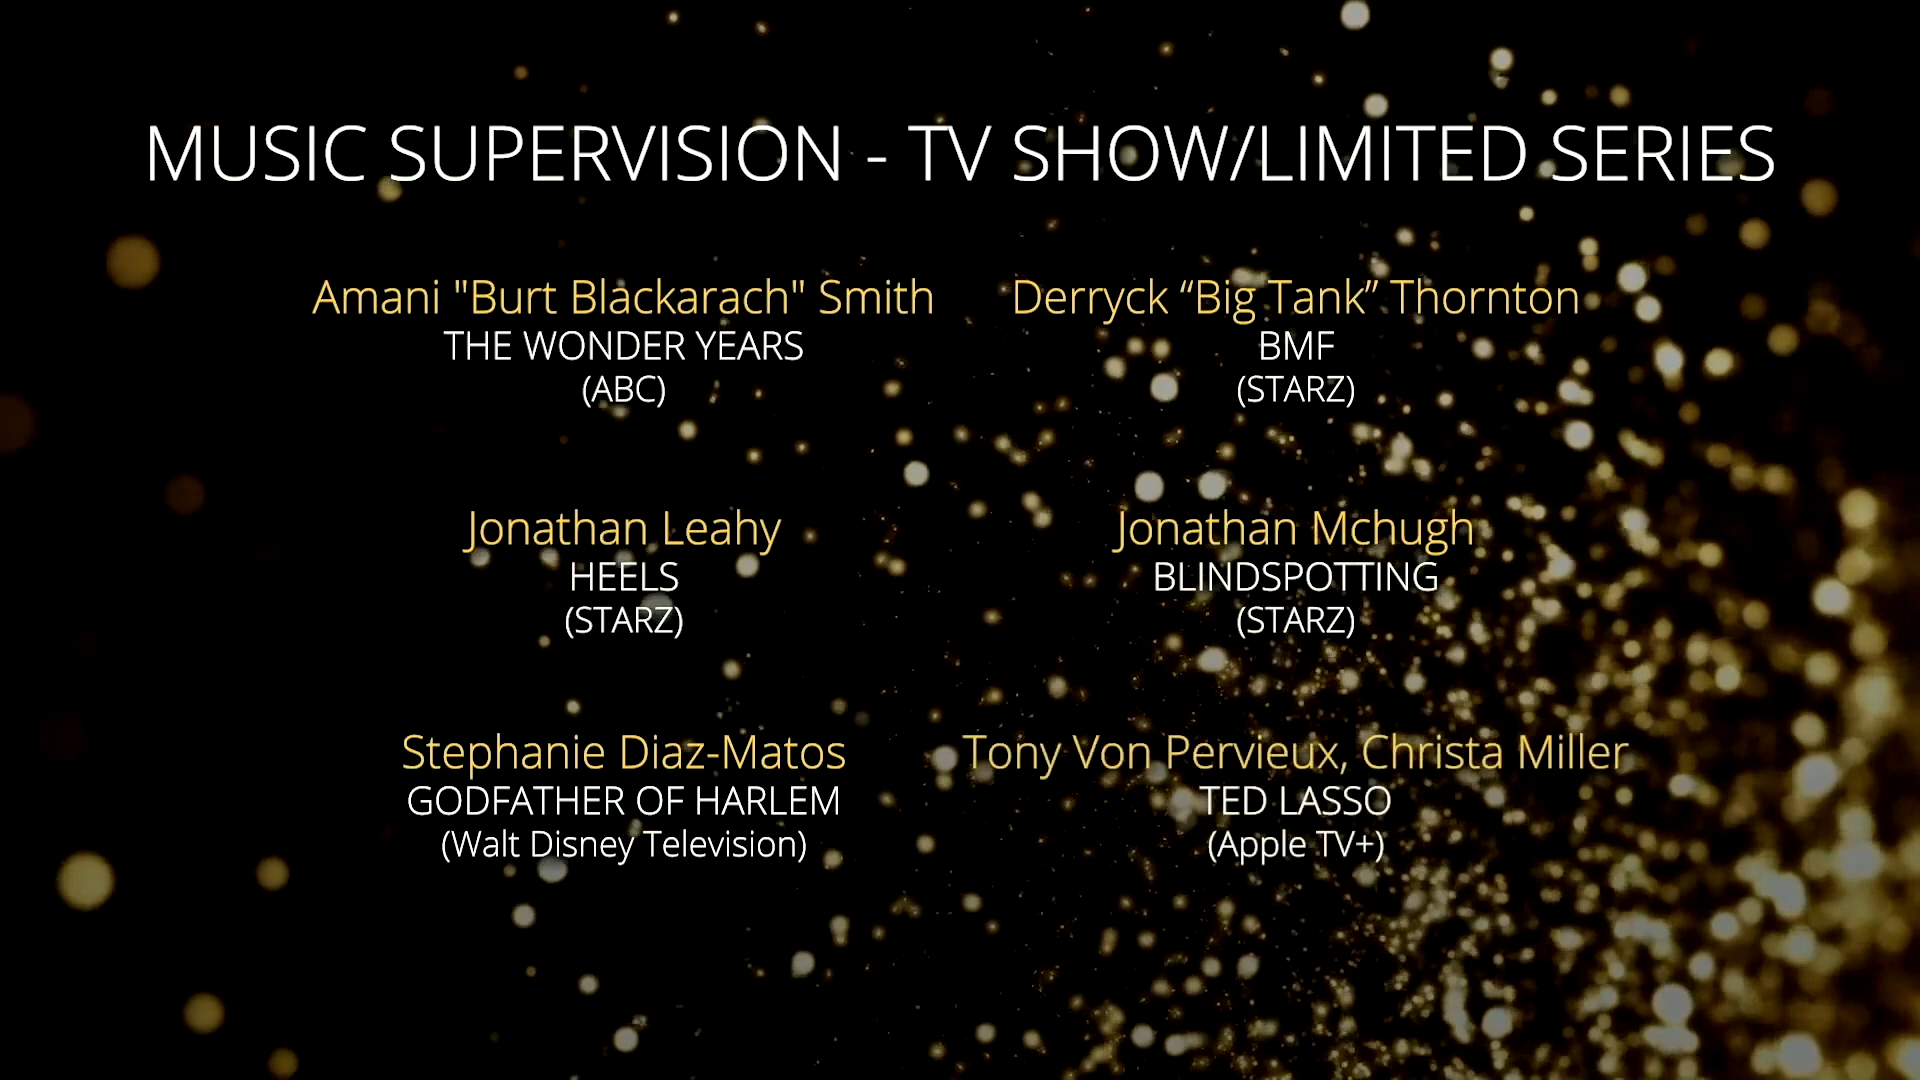 MUSIC SUPERVISION - TV SHOW/LIMITED SERIES
Amani "Burt Blackarach" Smith
THE WONDER YEARS
(ABC)
Derryck “Big Tank” Thornton
BMF
(STARZ)
Jonathan Leahy
HEELS
(STARZ)
Jonathan Mchugh
BLINDSPOTTING
(STARZ)
Stephanie Diaz-Matos
GODFATHER OF HARLEM
(Walt Disney Television)
Tony Von Pervieux, Christa Miller
TED LASSO
(Apple TV+)